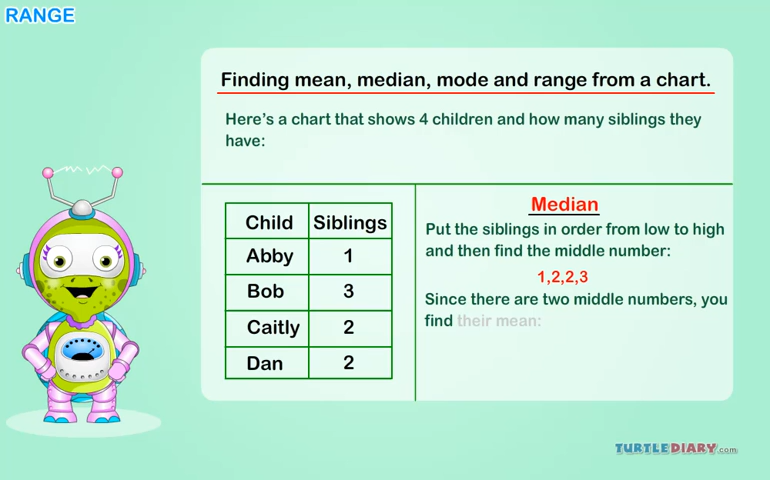 RANGE
Finding mean, median, mode and range from a chart.
Here's a chart that shows 4 children and how many siblings they
have:
Child Siblings
Abby 1
Bob 3
Caitly 2
Dan 2
Median
Put the siblings in order from low to high
and then find the middle number:
1,2,2,3
Since there are two middle numbers, you
find their mean:
TURTLEDIARY.com